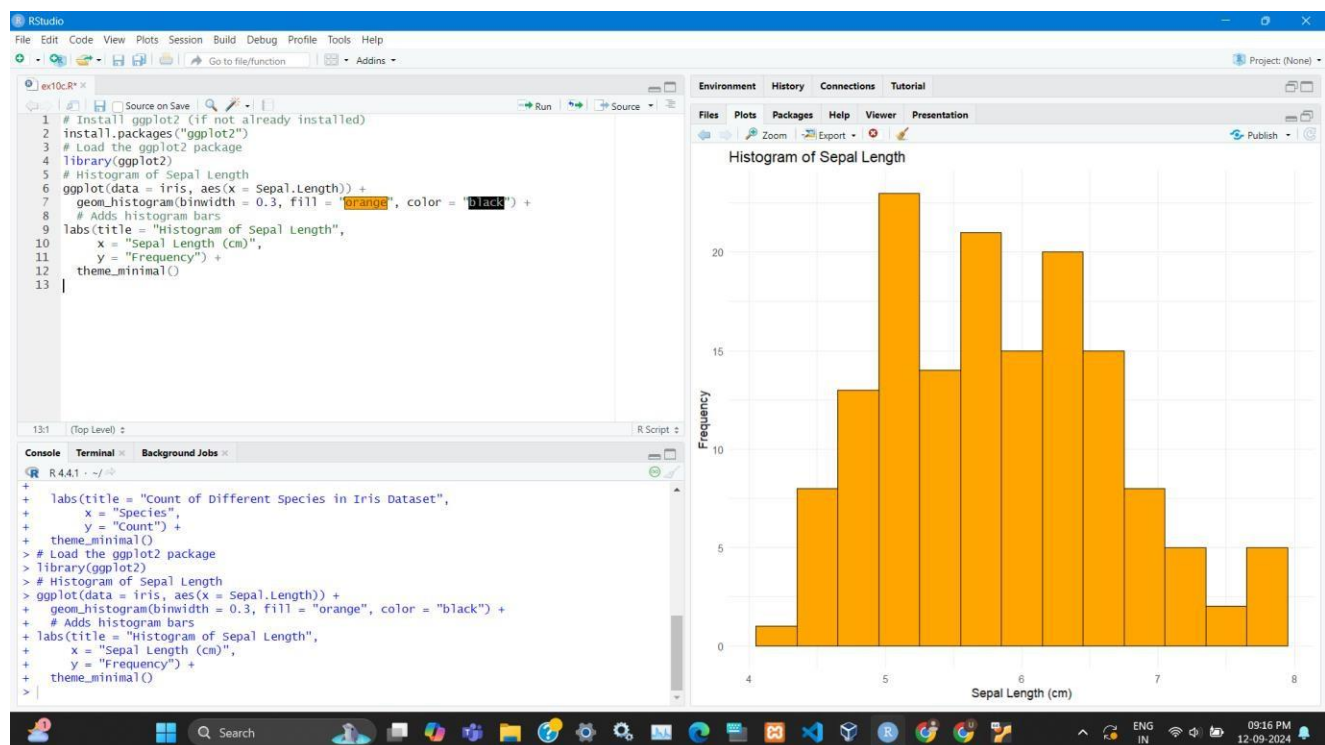 RStudio
File Edit Code View Plots Session Build Debug Profile Tools Help
Go to file/function Addins Project: (None)
ex10c.R*
Source on Save Run Source
1 # Install ggplot2 (if not already installed)
2 install.packages("ggplot2")
3 # Load the ggplot2 package
4 library(ggplot2)
5 # Histogram of Sepal Length
6 ggplot(data = iris, aes(x = Sepal.Length)) +
7 geom_histogram(binwidth = 0.3, fill = "orange", color = "black") +
8 # Adds histogram bars
9 labs(title = "Histogram of Sepal Length",
10 x = "Sepal Length (cm)",
11 y = "Frequency") +
12 theme_minimal()
13
13:1 (Top Level) R Script
Console Terminal Background Jobs
R R 4.4.1 · ~/
+
+ labs(title = "Count of Different Species in Iris Dataset",
+ x = "Species",
+ y = "Count") +
+ theme_minimal()
> # Load the ggplot2 package
> library(ggplot2)
> # Histogram of Sepal Length
> ggplot(data = iris, aes(x = Sepal.Length)) +
+ geom_histogram(binwidth = 0.3, fill = "orange", color = "black") +
+ # Adds histogram bars
+ labs(title = "Histogram of Sepal Length",
+ x = "Sepal Length (cm)",
+ y = "Frequency") +
+ theme_minimal()
>
Environment History Connections Tutorial
Files Plots Packages Help Viewer Presentation
Zoom Export Publish
Histogram of Sepal Length
Frequency
20
15
10
5
0
4 5 6 7 8
Sepal Length (cm)
1
Search
R
ENG
IN
09:16 PM
12-09-2024